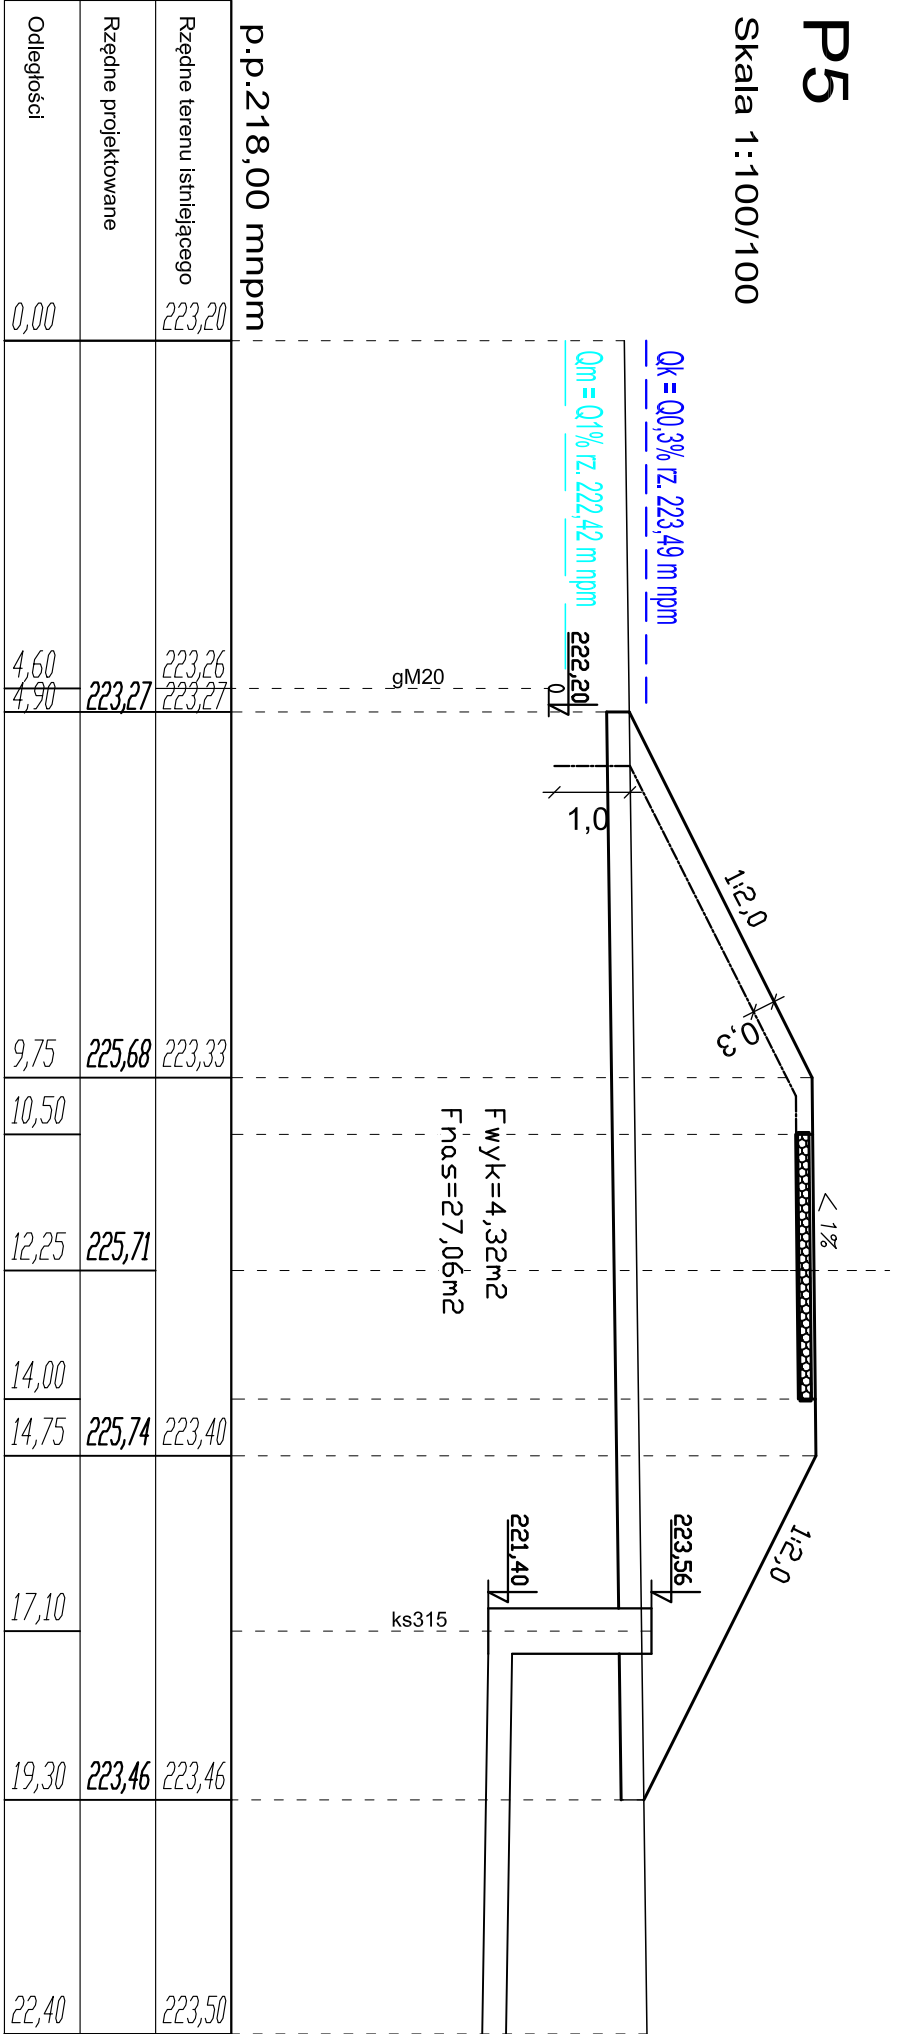 P5
Skala 1:100/100
Qk = Q0,3% rz. 223,49 m npm
Qm = Q1% rz. 222,42 m npm
222,20
0
1,0
1:2,0
0,3
< 1%
1:2,0
223,56
221,40
Fwyk=4,32m2
Fnas=27,06m2
gM20
ks315
p.p.218,00 mnpm
Rzędne terenu istniejącego 223,20 223,26 223,27 223,33 223,40 223,46 223,50
Rzędne projektowane 223,27 225,68 225,71 225,74 223,46
Odległości 0,00 4,60 4,90 9,75 10,50 12,25 14,00 14,75 17,10 19,30 22,40